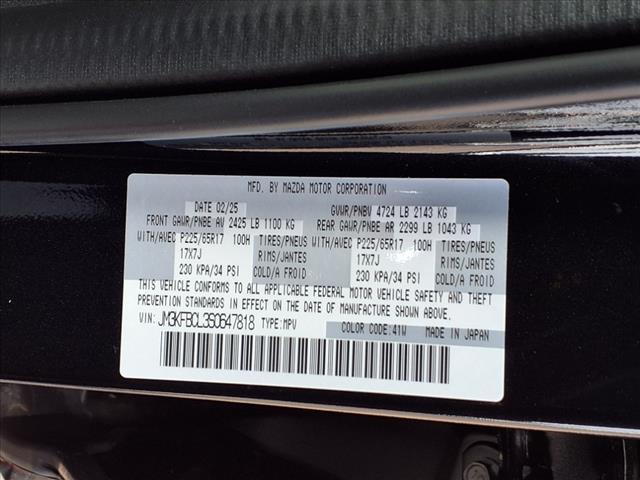 MFD. BY MAZDA MOTOR CORPORATION
DATE 02/25 GVWR/PNBV 4724 LB 2143 KG
FRONT GAWR/PNBE AV 2425 LB 1100 KG REAR GAWR/PNBE AR 2299 LB 1043 KG
WITH/AVEC P225/65R17 100H TIRES/PNEUS WITH/AVEC P225/65R17 100H TIRES/PNEUS
17X7J RIMS/JANTES 17X7J RIMS/JANTES
230 KPA/34 PSI COLD/A FROID 230 KPA/34 PSI COLD/A FROID
THIS VEHICLE CONFORMS TO ALL APPLICABLE FEDERAL MOTOR VEHICLE SAFETY AND THEFT
PREVENTION STANDARDS IN EFFECT ON THE DATE OF MANUFACTURE SHOWN ABOVE.
VIN: JM3KFBCL3S0647818 TYPE:MPV COLOR CODE:41W MADE IN JAPAN